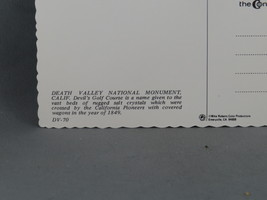 the
DEATH VALLEY NATIONAL MONUMENT,
CALIF. Devil's Golf Course is a name given to the
vast beds of rugged salt crystals which were
crossed by the California Pioneers with covered
wagons in the year of 1849.
DV-70